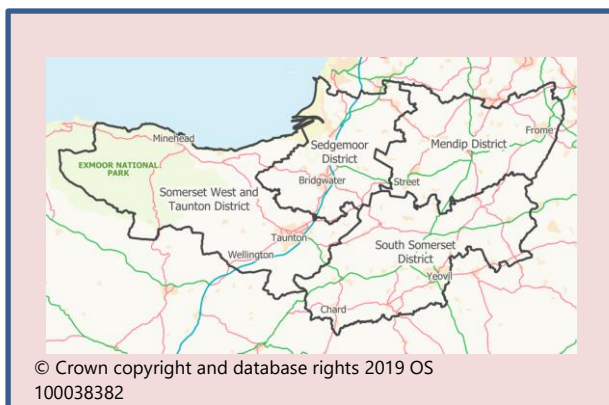 Minehead
EXMOOR NATIONAL
PARK
Somerset West and
Taunton District
Sedgemoor
District
Bridgwater
Mendip District
Frome
Street
Taunton
Wellington
South Somerset
District
Yeovil
Chard
© Crown copyright and database rights 2019 OS
100038382